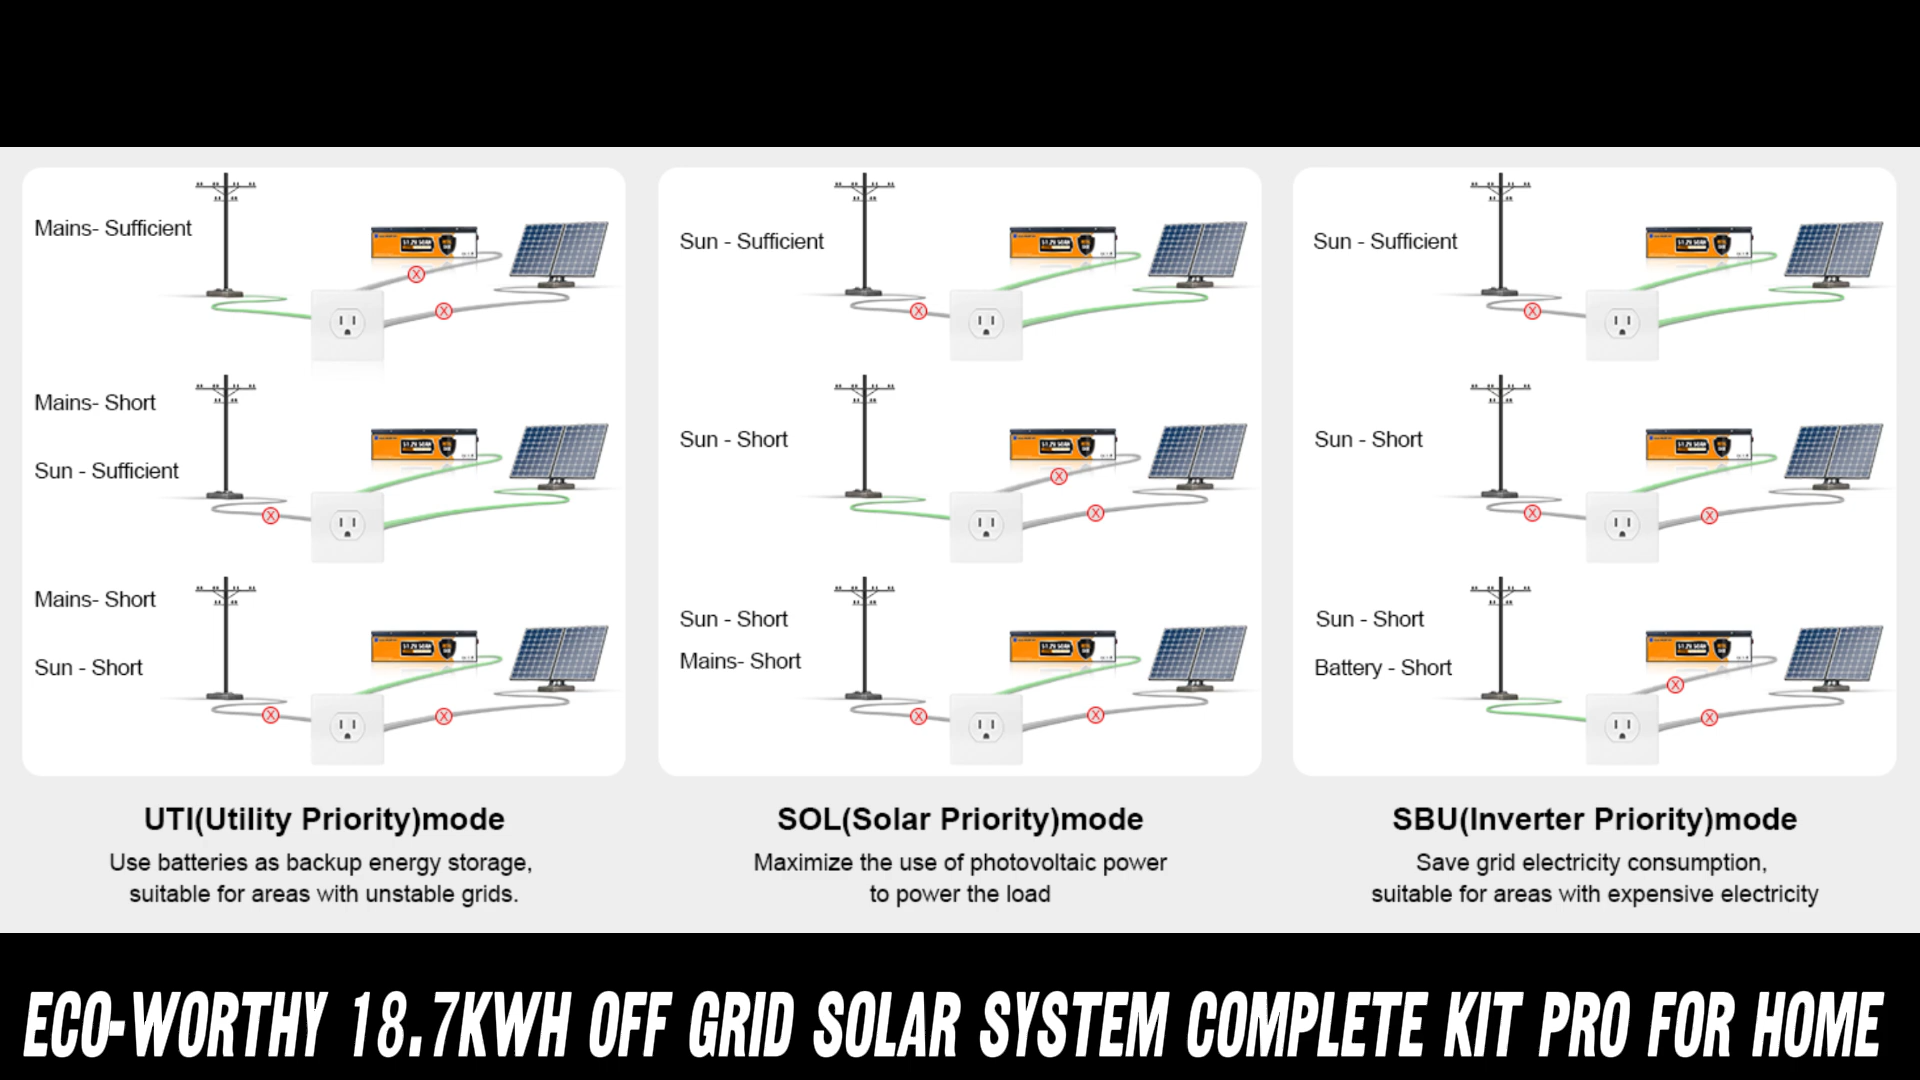 Mains- Sufficient
Mains- Short
Sun - Sufficient
Mains- Short
Sun - Short
UTI(Utility Priority)mode
Use batteries as backup energy storage,
suitable for areas with unstable grids.
Sun - Sufficient
Sun - Short
Sun - Short
Mains- Short
SOL(Solar Priority)mode
Maximize the use of photovoltaic power
to power the load
Sun - Sufficient
Sun - Short
Sun - Short
Battery - Short
SBU(Inverter Priority)mode
Save grid electricity consumption,
suitable for areas with expensive electricity
ECO-WORTHY 18.7KWH OFF GRID SOLAR SYSTEM COMPLETE KIT PRO FOR HOME